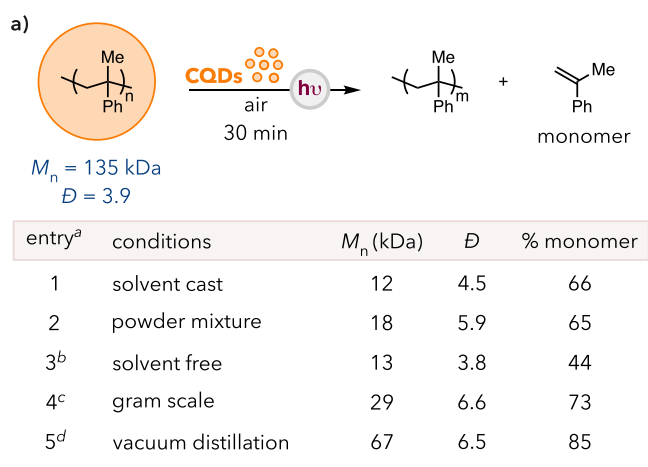 a)
Me
Ph
n
CQDs
hυ
air
30 min
Me
Ph
m
+
Me
Ph
monomer
Mn = 135 kDa
Đ = 3.9
entrya conditions Mn (kDa) Đ % monomer
1 solvent cast 12 4.5 66
2 powder mixture 18 5.9 65
3b solvent free 13 3.8 44
4c gram scale 29 6.6 73
5d vacuum distillation 67 6.5 85